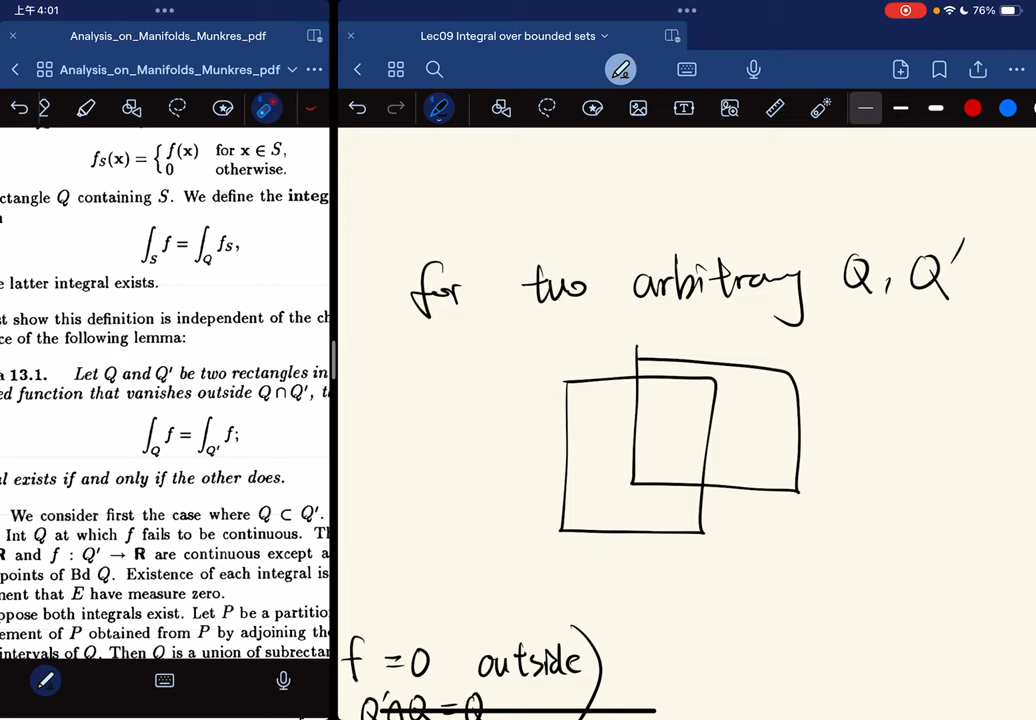 上午4:01
76%
Analysis_on_Manifolds_Munkres_pdf
Analysis_on_Manifolds_Munkres_pdf
fs(x) = { f(x) for x ∈ S,
0 otherwise.
ctangle Q containing S. We define the integ
∫S f = ∫Q fs,
e latter integral exists.
st show this definition is independent of the ch
ce of the following lemma:
a 13.1. Let Q and Q′ be two rectangles in
ed function that vanishes outside Q∩Q′, t
∫Q f = ∫Q′ f;
al exists if and only if the other does.
We consider first the case where Q ⊂ Q′.
Int Q at which f fails to be continuous. Tl
R and f : Q′ → R are continuous except a
points of Bd Q. Existence of each integral is
ment that E have measure zero.
ppose both integrals exist. Let P be a partitio
ement of P obtained from P by adjoining the
intervals of Q. Then Q is a union of subrectar
Lec09 Integral over bounded sets
for two arbitray Q, Q′
f = 0 outside)
Q′∩Q = Q